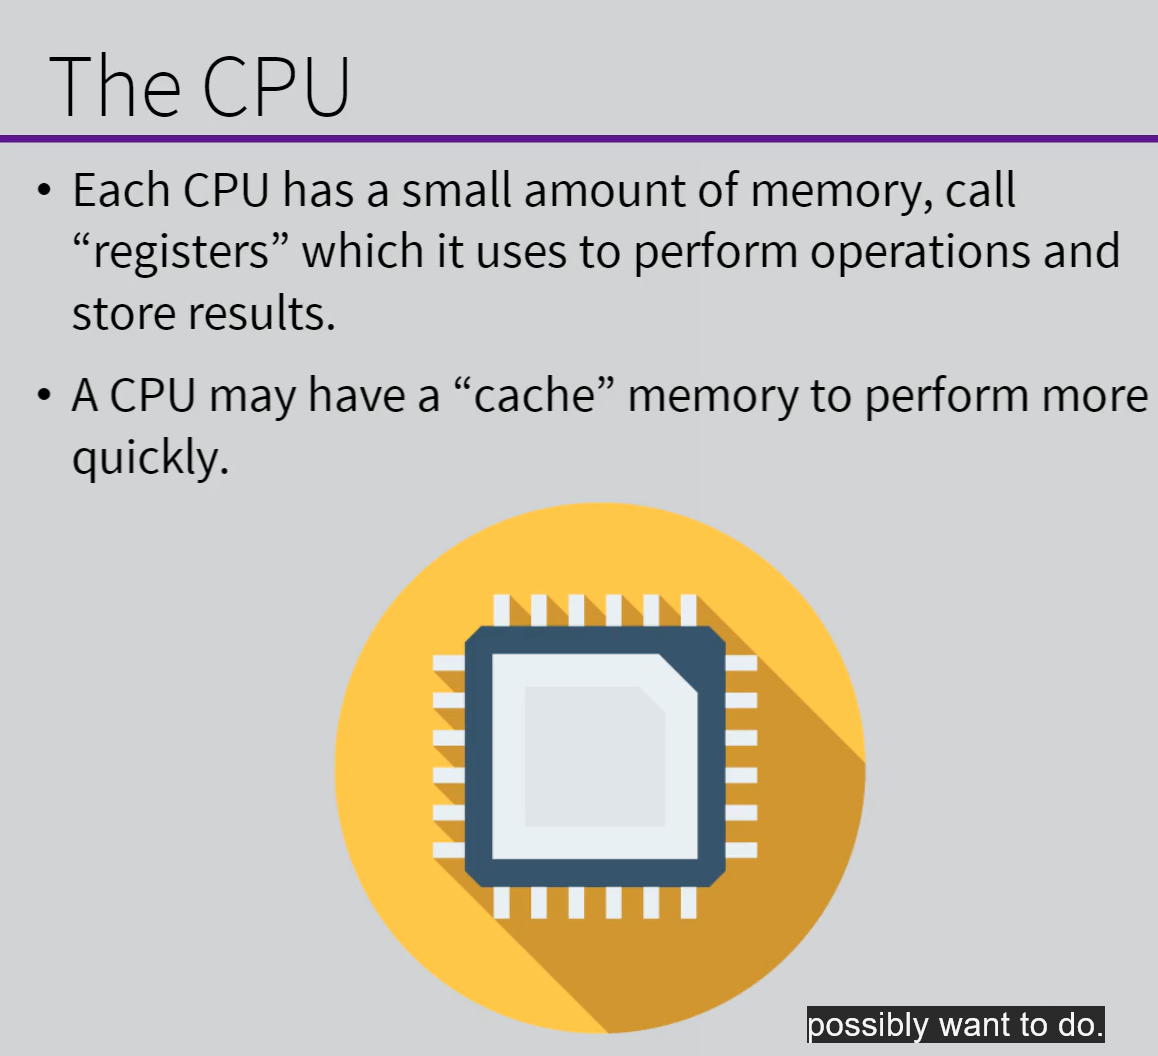 The CPU
• Each CPU has a small amount of memory, call
“registers” which it uses to perform operations and
store results.
• A CPU may have a “cache” memory to perform more
quickly.
possibly want to do.